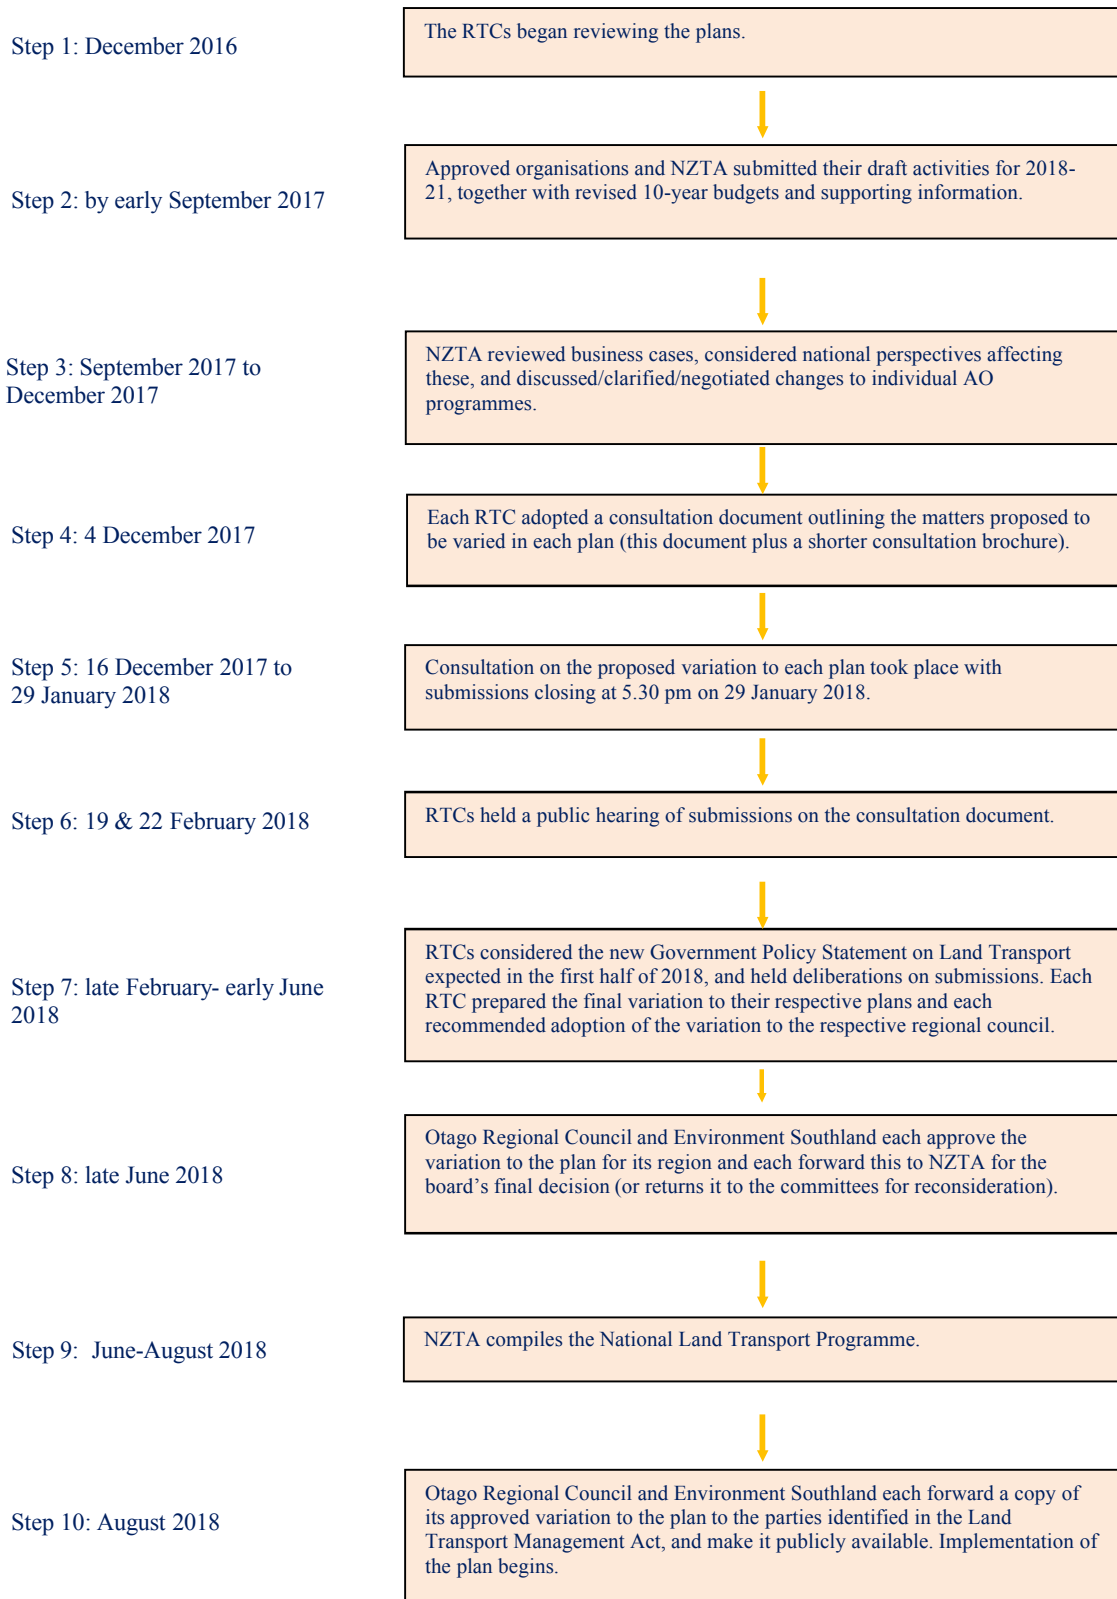 Step 1: December 2016
The RTCs began reviewing the plans.
Step 2: by early September 2017
Approved organisations and NZTA submitted their draft activities for 2018-
21, together with revised 10-year budgets and supporting information.
Step 3: September 2017 to
December 2017
NZTA reviewed business cases, considered national perspectives affecting
these, and discussed/clarified/negotiated changes to individual AO
programmes.
Step 4: 4 December 2017
Each RTC adopted a consultation document outlining the matters proposed to
be varied in each plan (this document plus a shorter consultation brochure).
Step 5: 16 December 2017 to
29 January 2018
Consultation on the proposed variation to each plan took place with
submissions closing at 5.30 pm on 29 January 2018.
Step 6: 19 & 22 February 2018
RTCs held a public hearing of submissions on the consultation document.
Step 7: late February- early June
2018
RTCs considered the new Government Policy Statement on Land Transport
expected in the first half of 2018, and held deliberations on submissions. Each
RTC prepared the final variation to their respective plans and each
recommended adoption of the variation to the respective regional council.
Step 8: late June 2018
Otago Regional Council and Environment Southland each approve the
variation to the plan for its region and each forward this to NZTA for the
board’s final decision (or returns it to the committees for reconsideration).
Step 9:  June-August 2018
NZTA compiles the National Land Transport Programme.
Step 10: August 2018
Otago Regional Council and Environment Southland each forward a copy of
its approved variation to the plan to the parties identified in the Land
Transport Management Act, and make it publicly available. Implementation of
the plan begins.